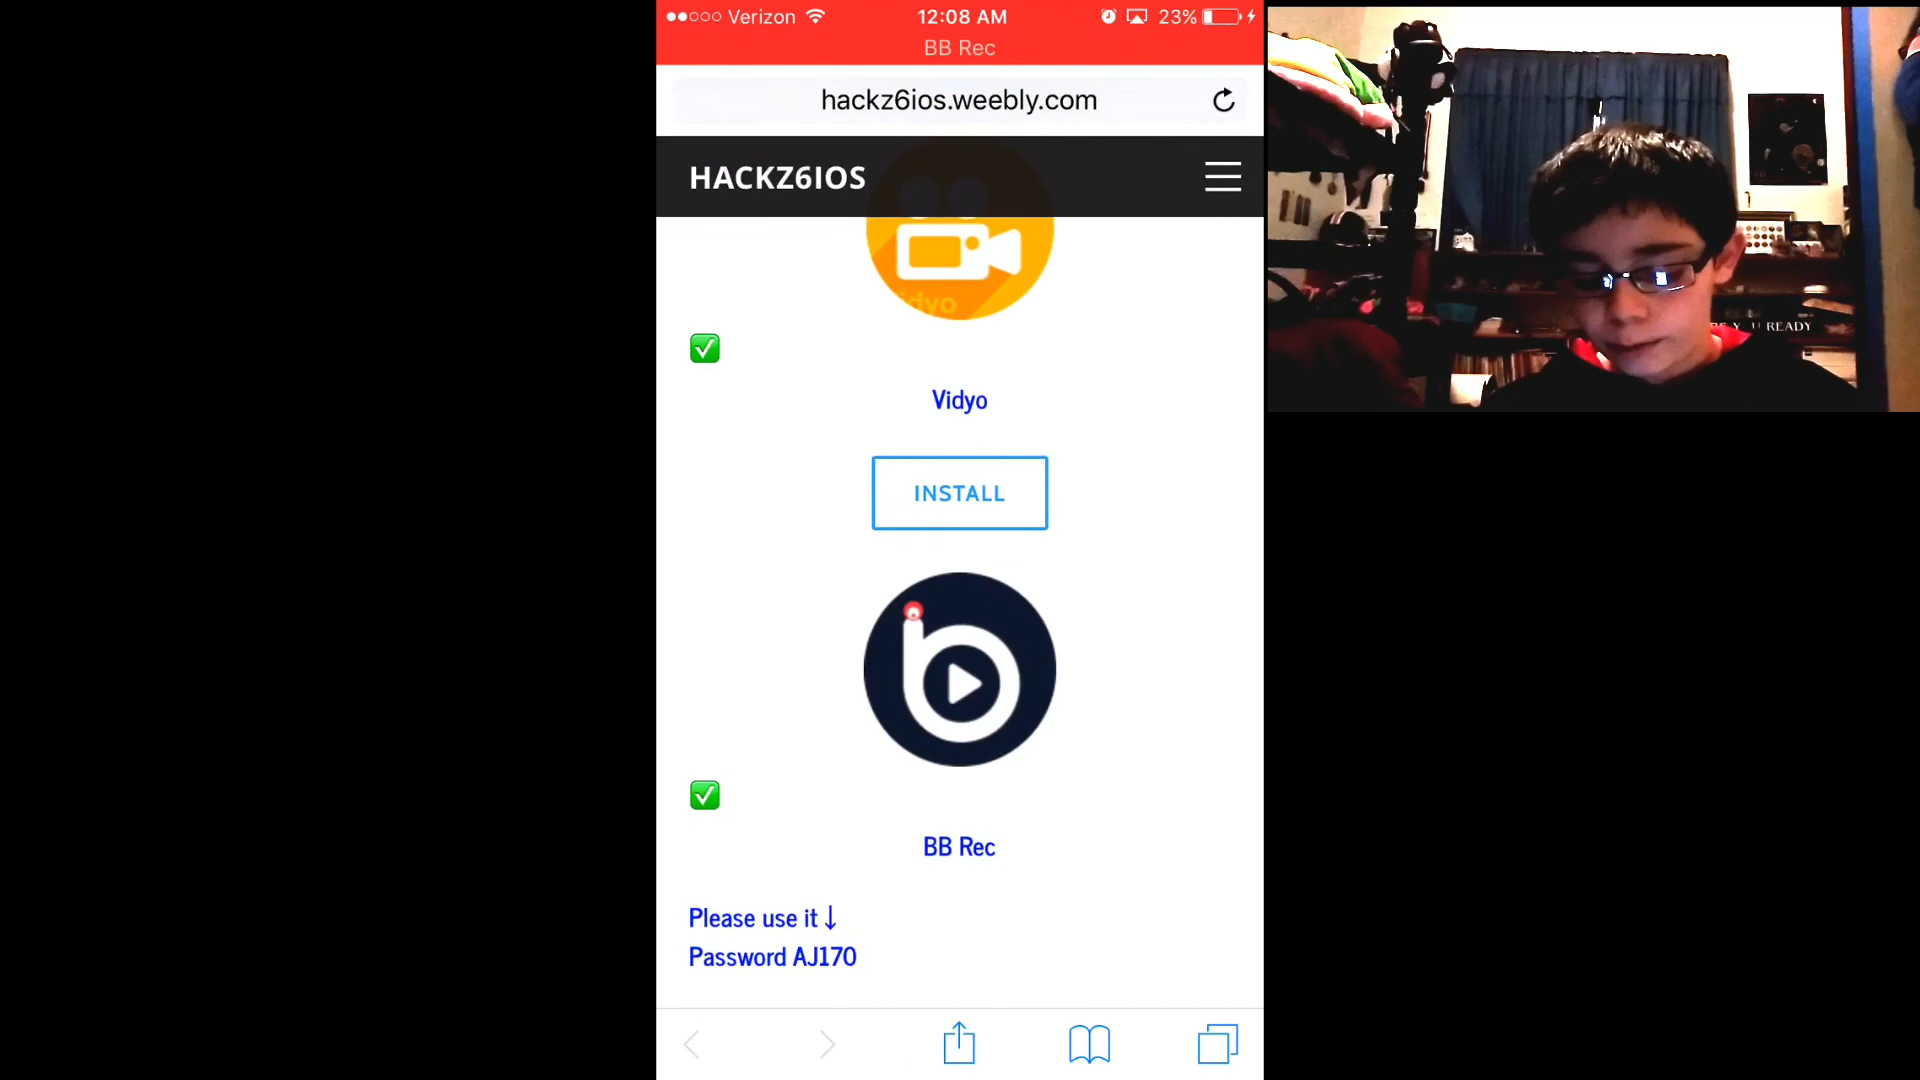 Verizon 12:08 AM 23%
BB Rec
hackz6ios.weebly.com
HACKZ6IOS
idyo
Vidyo
INSTALL
BB Rec
Please use it↓
Password AJ170
READY